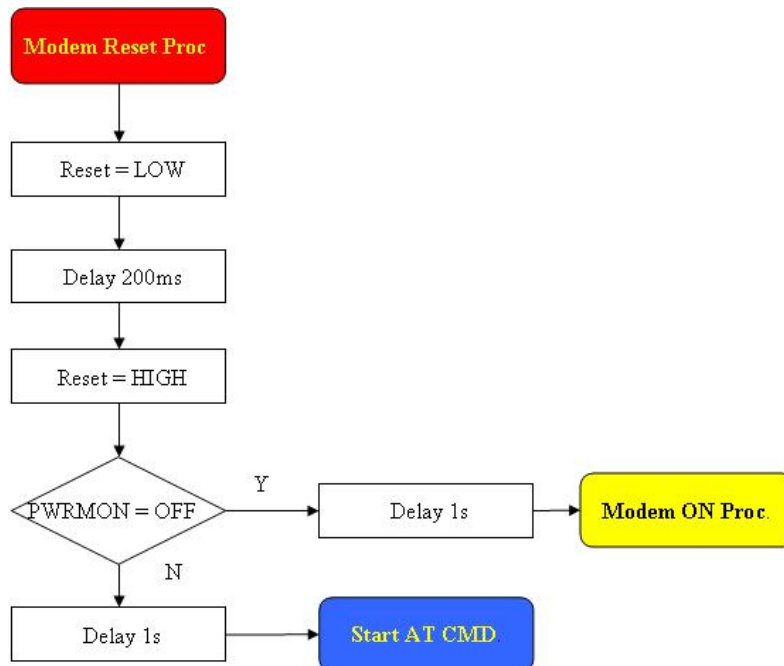 Modem Reset Proc
Reset = LOW
Delay 200ms
Reset = HIGH
PWRMON = OFF
Y
Delay 1s
Modem ON Proc.
N
Delay 1s
Start AT CMD.